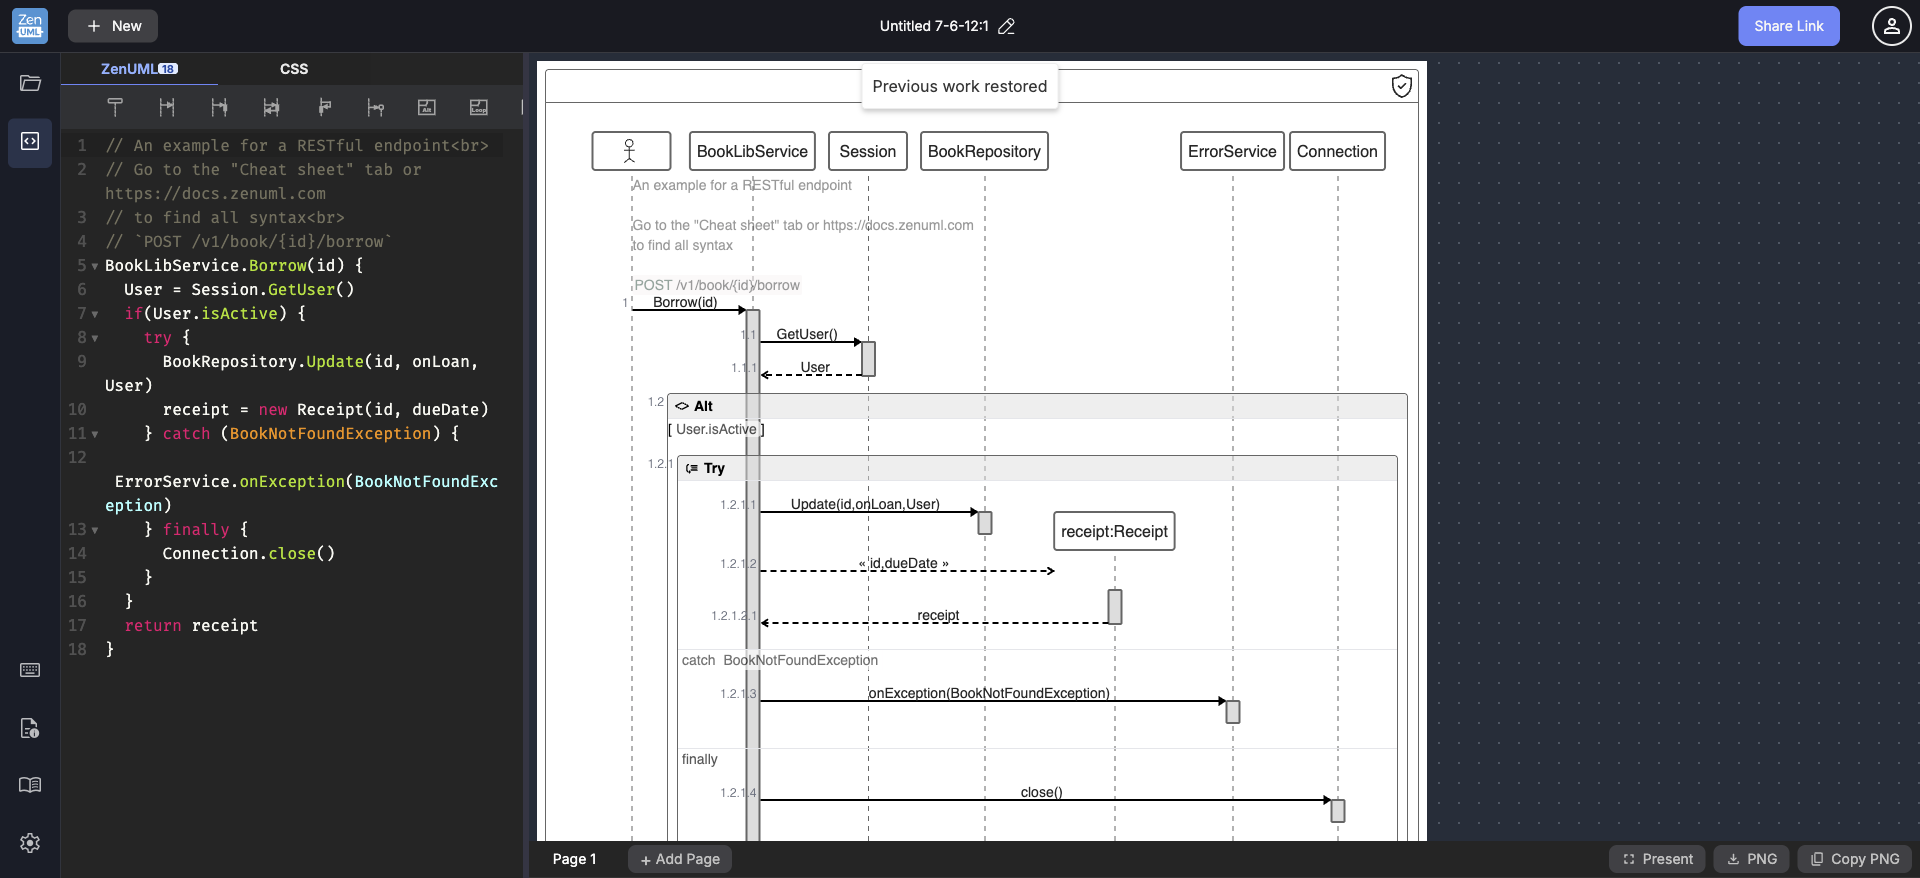 Zen
UML
New
Untitled 7-6-12:1
Share Link
ZenUML 18
CSS
Alt
Loop
Previous work restored
1 // An example for a RESTful endpoint<br>
2 // Go to the "Cheat sheet" tab or
https://docs.zenuml.com
3 // to find all syntax<br>
4 // `POST /v1/book/{id}/borrow`
5 BookLibService.Borrow(id) {
6 User = Session.GetUser()
7 if(User.isActive) {
8 try {
9 BookRepository.Update(id, onLoan,
User)
10 receipt = new Receipt(id, dueDate)
11 } catch (BookNotFoundException) {
12
ErrorService.onException(BookNotFoundExc
eption)
13 } finally {
14 Connection.close()
15 }
16 }
17 return receipt
18 }
BookLibService
Session
BookRepository
ErrorService
Connection
An example for a RESTful endpoint
Go to the "Cheat sheet" tab or https://docs.zenuml.com
to find all syntax
POST /v1/book/{id}/borrow
1 Borrow(id)
1.1 GetUser()
1.1.1 User
1.2 Alt
[ User.isActive ]
1.2.1 Try
1.2.1.1 Update(id,onLoan,User)
receipt:Receipt
1.2.1.2 « id,dueDate »
1.2.1.2.1 receipt
catch BookNotFoundException
1.2.1.3 onException(BookNotFoundException)
finally
1.2.1.4 close()
Page 1
+ Add Page
Present
PNG
Copy PNG